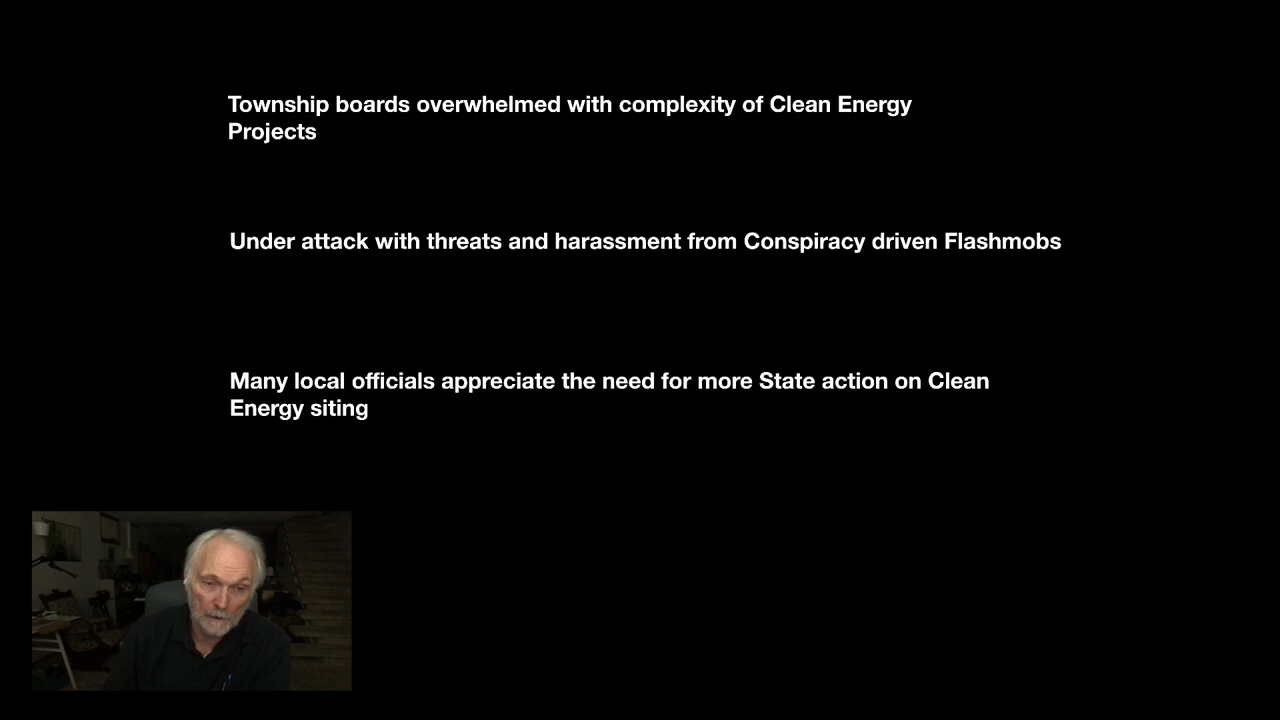 Township boards overwhelmed with complexity of Clean Energy
Projects
Under attack with threats and harassment from Conspiracy driven Flashmobs
Many local officials appreciate the need for more State action on Clean
Energy siting